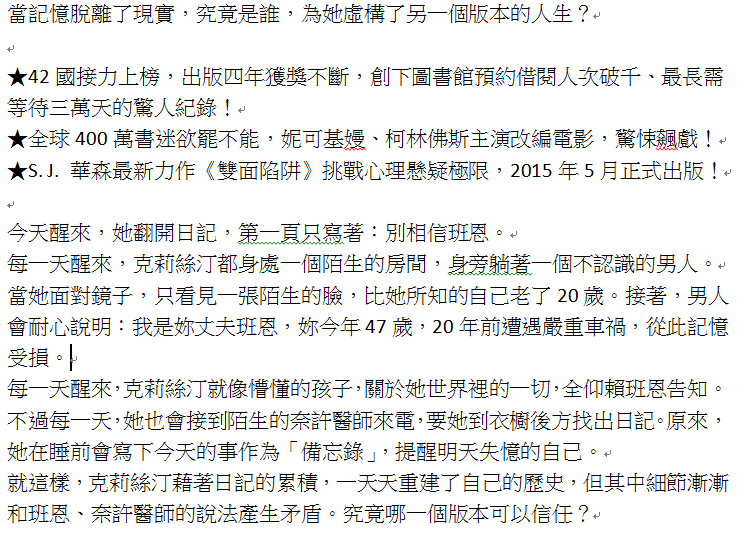 當記憶脫離了現實，究竟是誰，為她虛構了另一個版本的人生？
★42 國接力上榜，出版四年獲獎不斷，創下圖書館預約借閱人次破千、最長需
等待三萬天的驚人紀錄！
★全球 400 萬書迷欲罷不能，妮可基嫚、柯林佛斯主演改編電影，驚悚飆戲！
★S. J.  華森最新力作《雙面陷阱》挑戰心理懸疑極限，2015 年 5 月正式出版！
今天醒來，她翻開日記，第一頁只寫著：別相信班恩。
每一天醒來，克莉絲汀都身處一個陌生的房間，身旁躺著一個不認識的男人。
當她面對鏡子，只看見一張陌生的臉，比她所知的自己老了 20 歲。接著，男人
會耐心說明：我是妳丈夫班恩，妳今年 47 歲，20 年前遭遇嚴重車禍，從此記憶
受損。
每一天醒來，克莉絲汀就像懵懂的孩子，關於她世界裡的一切，全仰賴班恩告知。
不過每一天，她也會接到陌生的奈許醫師來電，要她到衣櫥後方找出日記。原來，
她在睡前會寫下今天的事作為「備忘錄」，提醒明天失憶的自己。
就這樣，克莉絲汀藉著日記的累積，一天天重建了自己的歷史，但其中細節漸漸
和班恩、奈許醫師的說法產生矛盾。究竟哪一個版本可以信任？